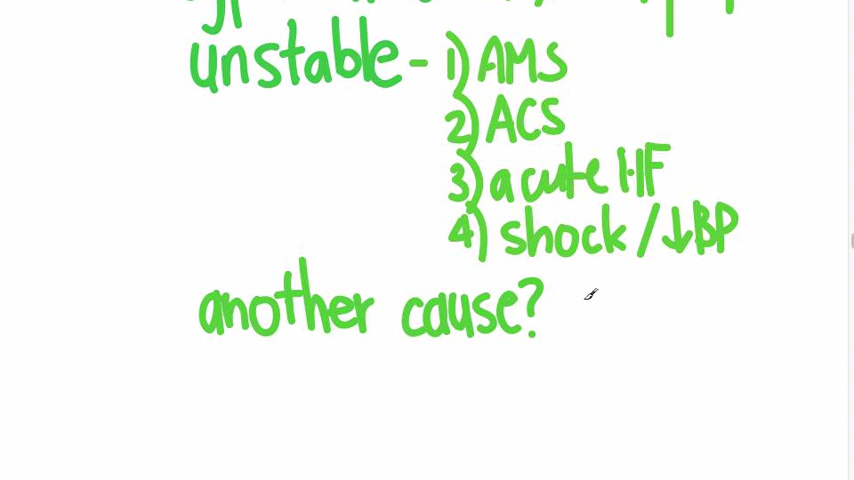 unstable - 1) AMS
2) ACS
3) acute HF
4) shock / ↓BP
another cause?